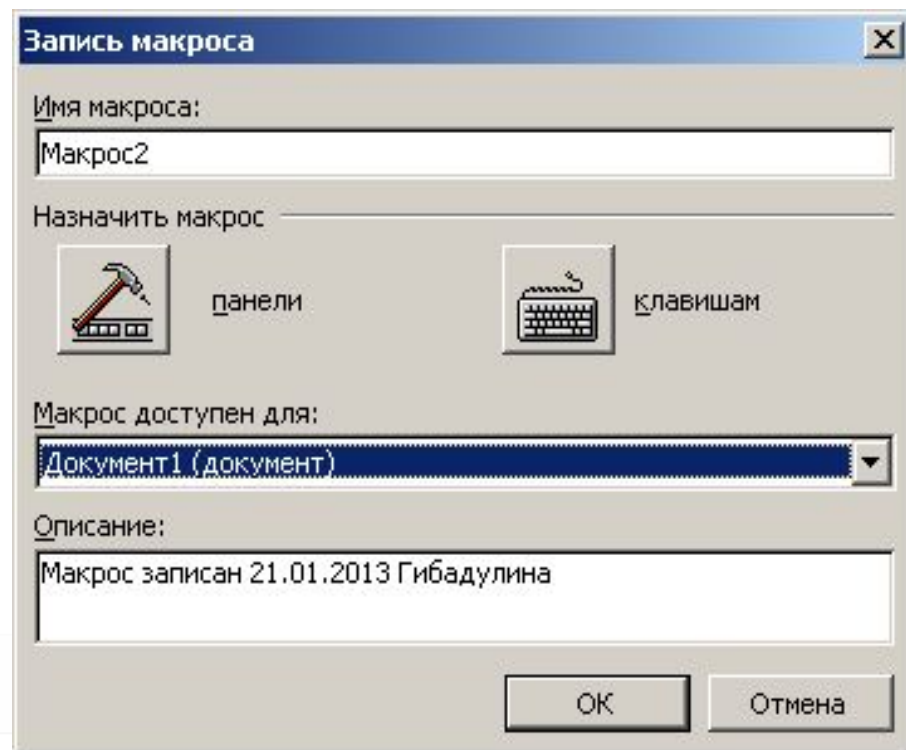 Запись макроса
Имя макроса:
Макрос2
Назначить макрос
панели
клавишам
Макрос доступен для:
Документ1 (документ)
Описание:
Макрос записан 21.01.2013 Гибадулина
ОК
Отмена